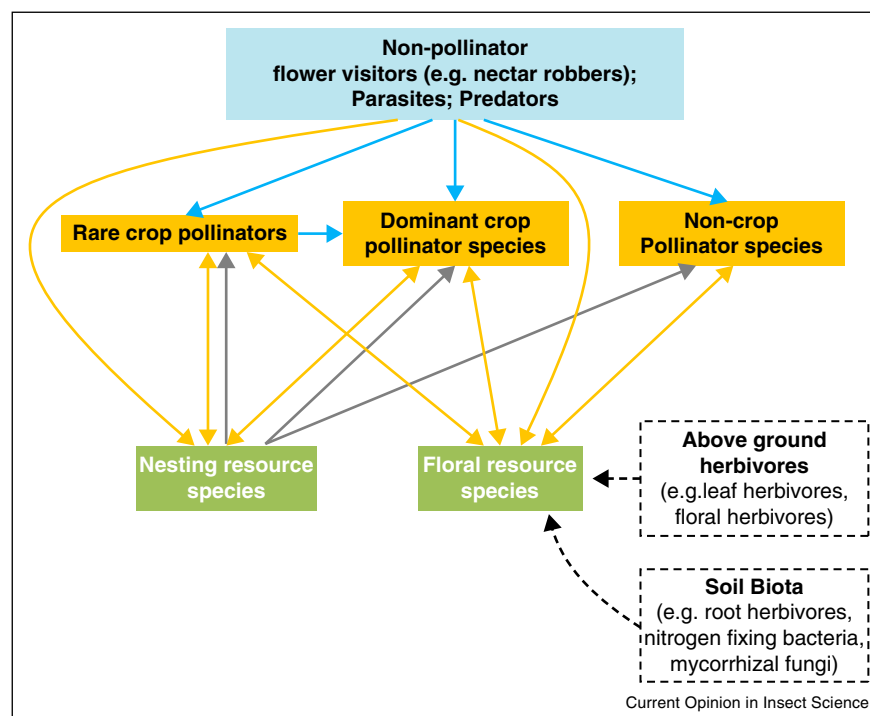 Non-pollinator
flower visitors (e.g. nectar robbers);
Parasites; Predators
Rare crop pollinators
Dominant crop
pollinator species
Non-crop
Pollinator species
Nesting resource
species
Floral resource
species
Above ground
herbivores
(e.g.leaf herbivores,
floral herbivores)
Soil Biota
(e.g. root herbivores,
nitrogen fixing bacteria,
mycorrhizal fungi)
Current Opinion in Insect Science